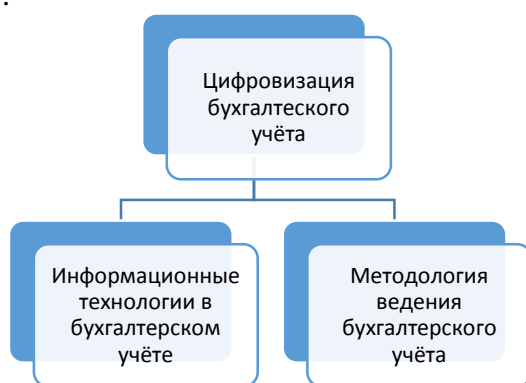 .
Цифровизация
бухгалтеского
учёта
Информационные
технологии в
бухгалтерском
учёте
Методология
ведения
бухгалтерского
учёта